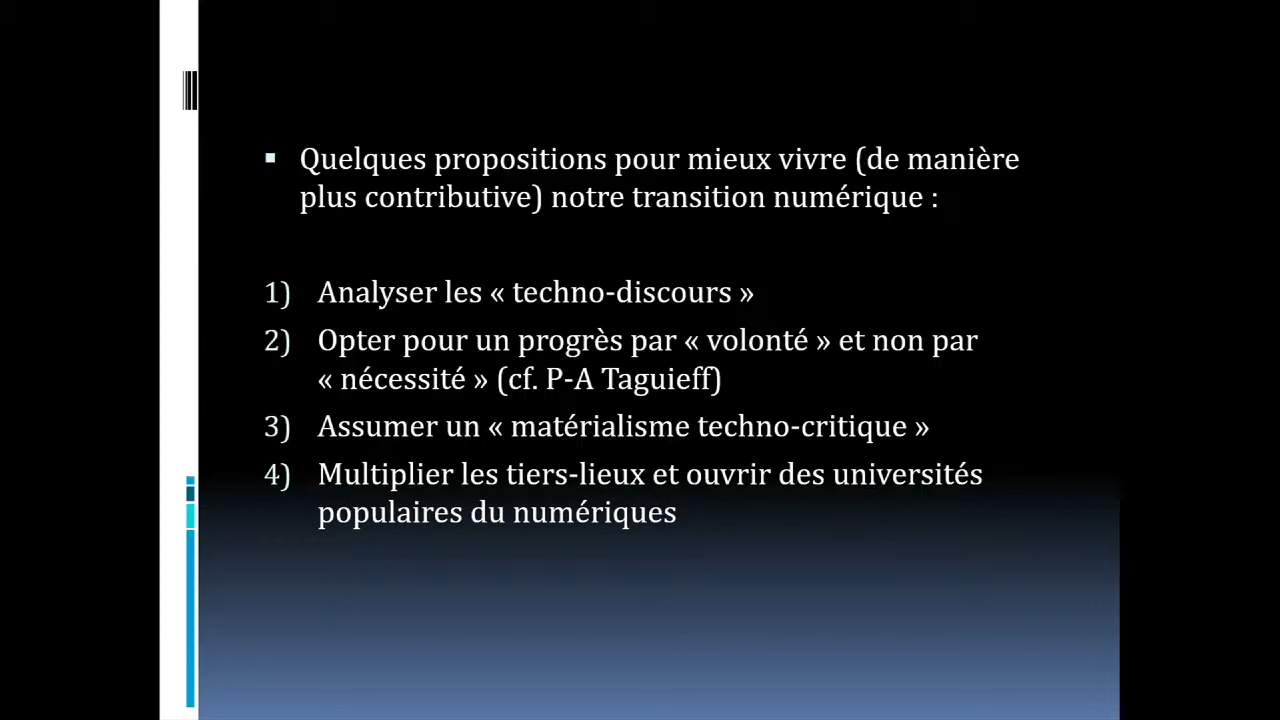 Quelques propositions pour mieux vivre (de manière
plus contributive) notre transition numérique :
1) Analyser les « techno-discours »
2) Opter pour un progrès par « volonté » et non par
« nécessité » (cf. P-A Taguieff)
3) Assumer un « matérialisme techno-critique »
4) Multiplier les tiers-lieux et ouvrir des universités
populaires du numériques